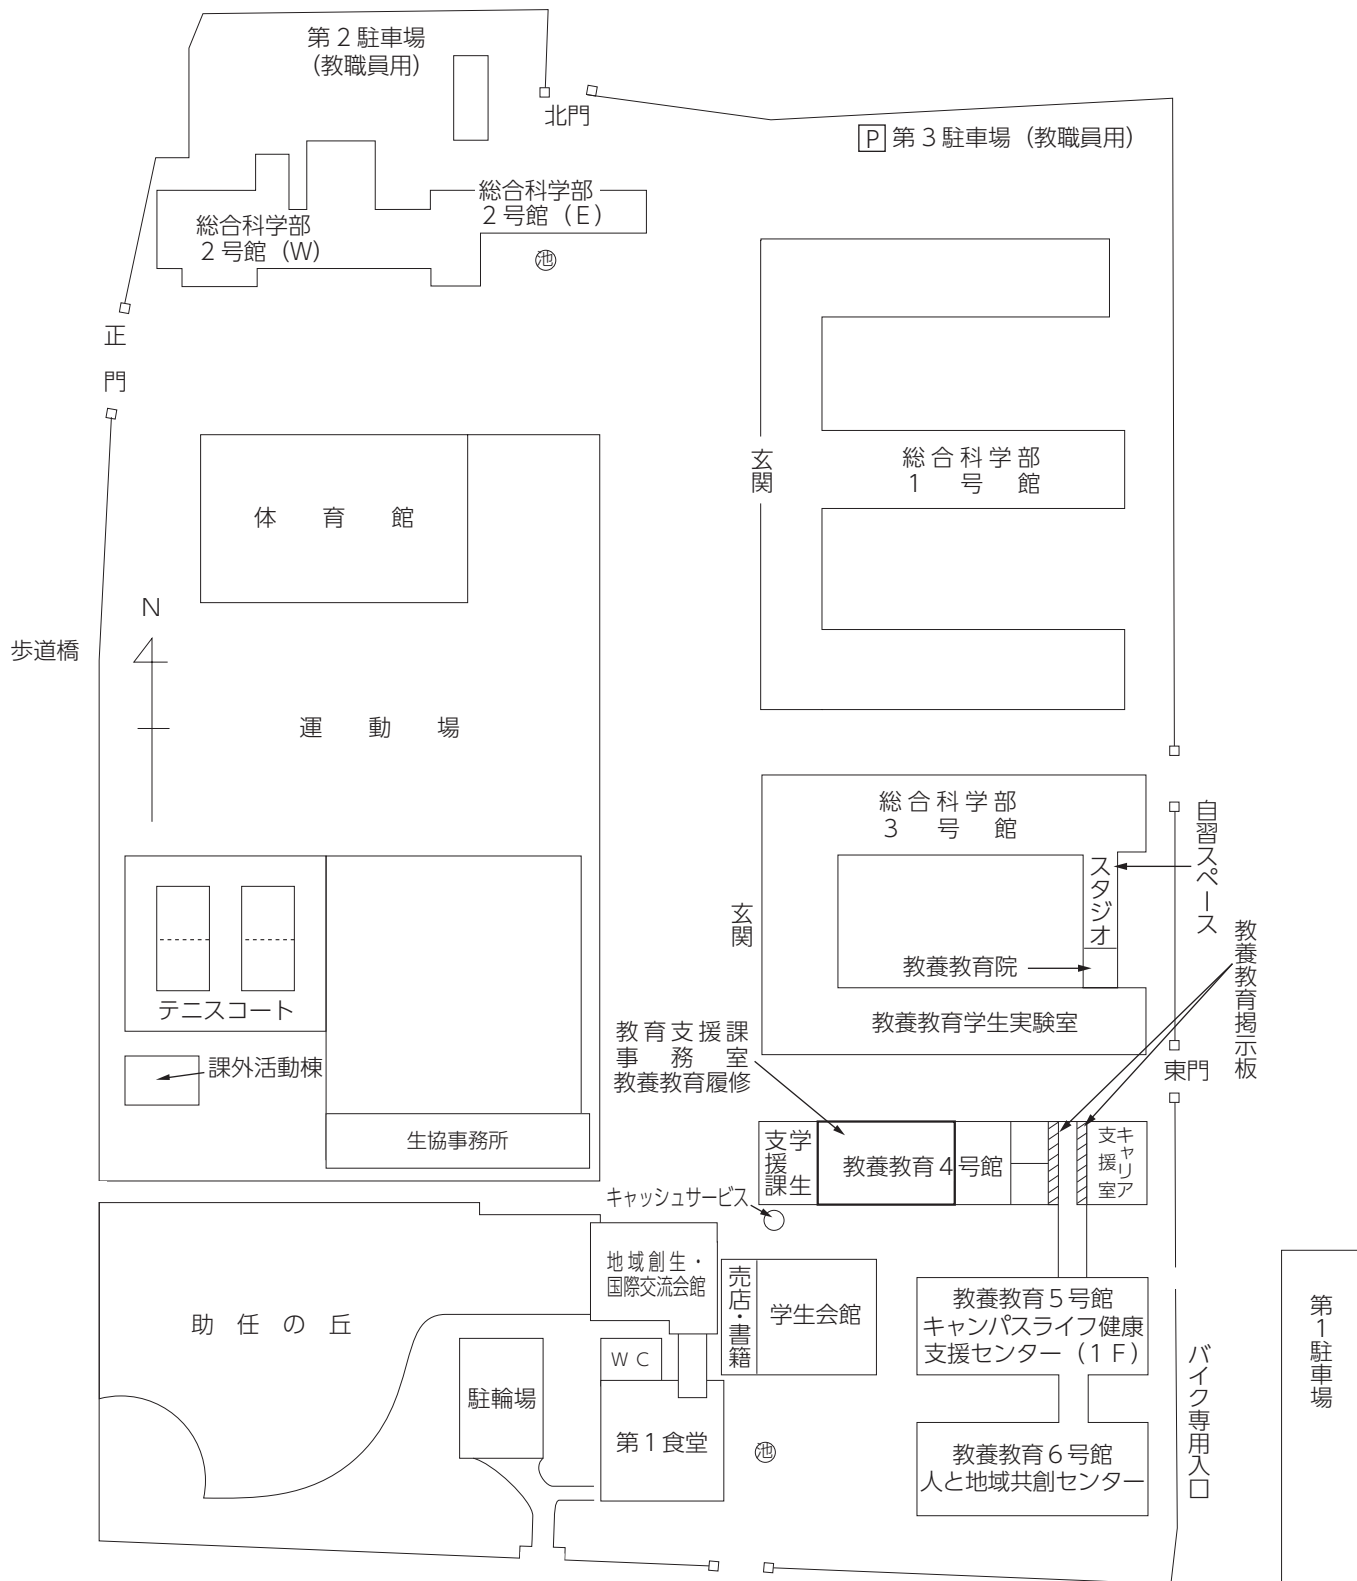 第2駐車場
(教職員用)
北門
P 第3駐車場（教職員用）
総合科学部
2号館（E）
総合科学部
2号館（W）
池
正門
玄関
総合科学部
1号館
体育館
N
歩道橋
運動場
総合科学部
3号館
自習スペース
スタジオ
玄関
教養教育院
教養教育掲示板
テニスコート
教養教育学生実験室
教育支援課
事務室
教養教育履修
課外活動棟
東門
生協事務所
学生
支援課
教養教育4号館
キャリア
支援室
キャッシュサービス
地域創生・
国際交流会館
売店・書籍
学生会館
教養教育5号館
キャンパスライフ健康
支援センター（1F）
第1駐車場
助任の丘
WC
バイク専用入口
駐輪場
第1食堂
池
教養教育6号館
人と地域共創センター